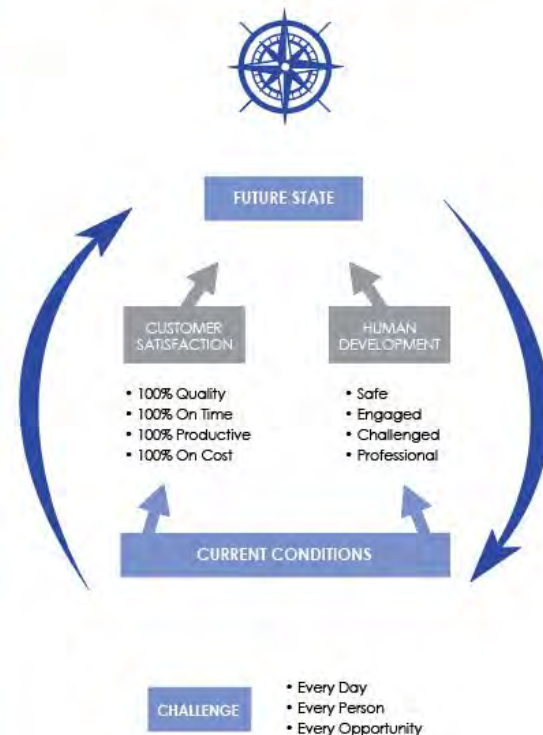 FUTURE STATE
CUSTOMER
SATISFACTION
• 100% Quality
• 100% On Time
• 100% Productive
• 100% On Cost
HUMAN
DEVELOPMENT
• Safe
• Engaged
• Challenged
• Professional
CURRENT CONDITIONS
CHALLENGE
• Every Day
• Every Person
• Every Opportunity